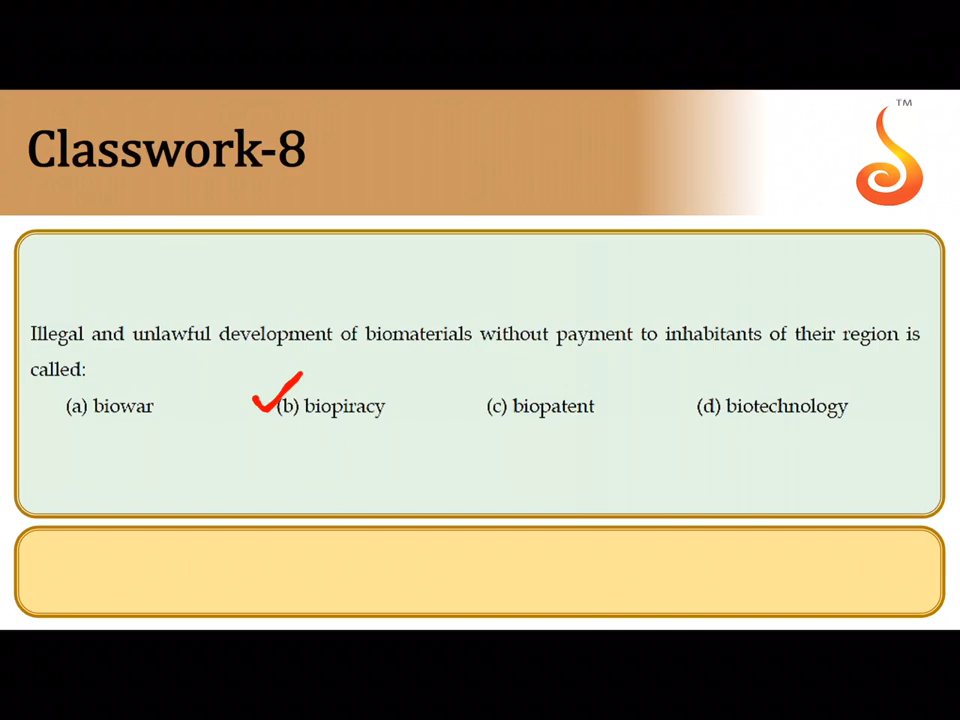 TM
Classwork-8
Illegal and unlawful development of biomaterials without payment to inhabitants of their region is
called:
(a) biowar (b) biopiracy (c) biopatent (d) biotechnology